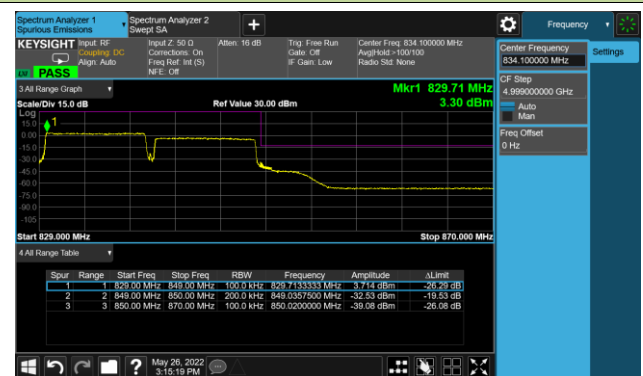 Spectrum Analyzer 1
Spurious Emissions
Spectrum Analyzer 2
Swept SA
Frequency
KEYSIGHT
Input: RF
Coupling: DC
Align: Auto
Input Z: 50 Ω
Corrections: On
Freq Ref: Int (S)
NFE: Off
Atten: 16 dB
Trig: Free Run
Gate: Off
IF Gain: Low
Center Freq: 834.100000 MHz
Avg|Hold:>100/100
Radio Std: None
PASS
Center Frequency
834.100000 MHz
Settings
CF Step
4.999000000 GHz
Auto
Man
Freq Offset
0 Hz
3 All Range Graph
Mkr1 829.71 MHz
Scale/Div 15.0 dB
Ref Value 30.00 dBm
3.30 dBm
Log
15.0
0.00
-15.0
-30.0
-45.0
-60.0
-75.0
-90.0
-105
1
Start 829.000 MHz
Stop 870.000 MHz
4 All Range Table
Spur Range Start Freq Stop Freq RBW Frequency Amplitude ΔLimit
1 1 829.00 MHz 849.00 MHz 100.0 kHz 829.7133333 MHz 3.714 dBm -26.29 dB
2 2 849.00 MHz 850.00 MHz 200.0 kHz 849.0357500 MHz -32.53 dBm -19.53 dB
3 3 850.00 MHz 870.00 MHz 100.0 kHz 850.0200000 MHz -39.08 dBm -26.08 dB
May 26, 2022
3:15:19 PM